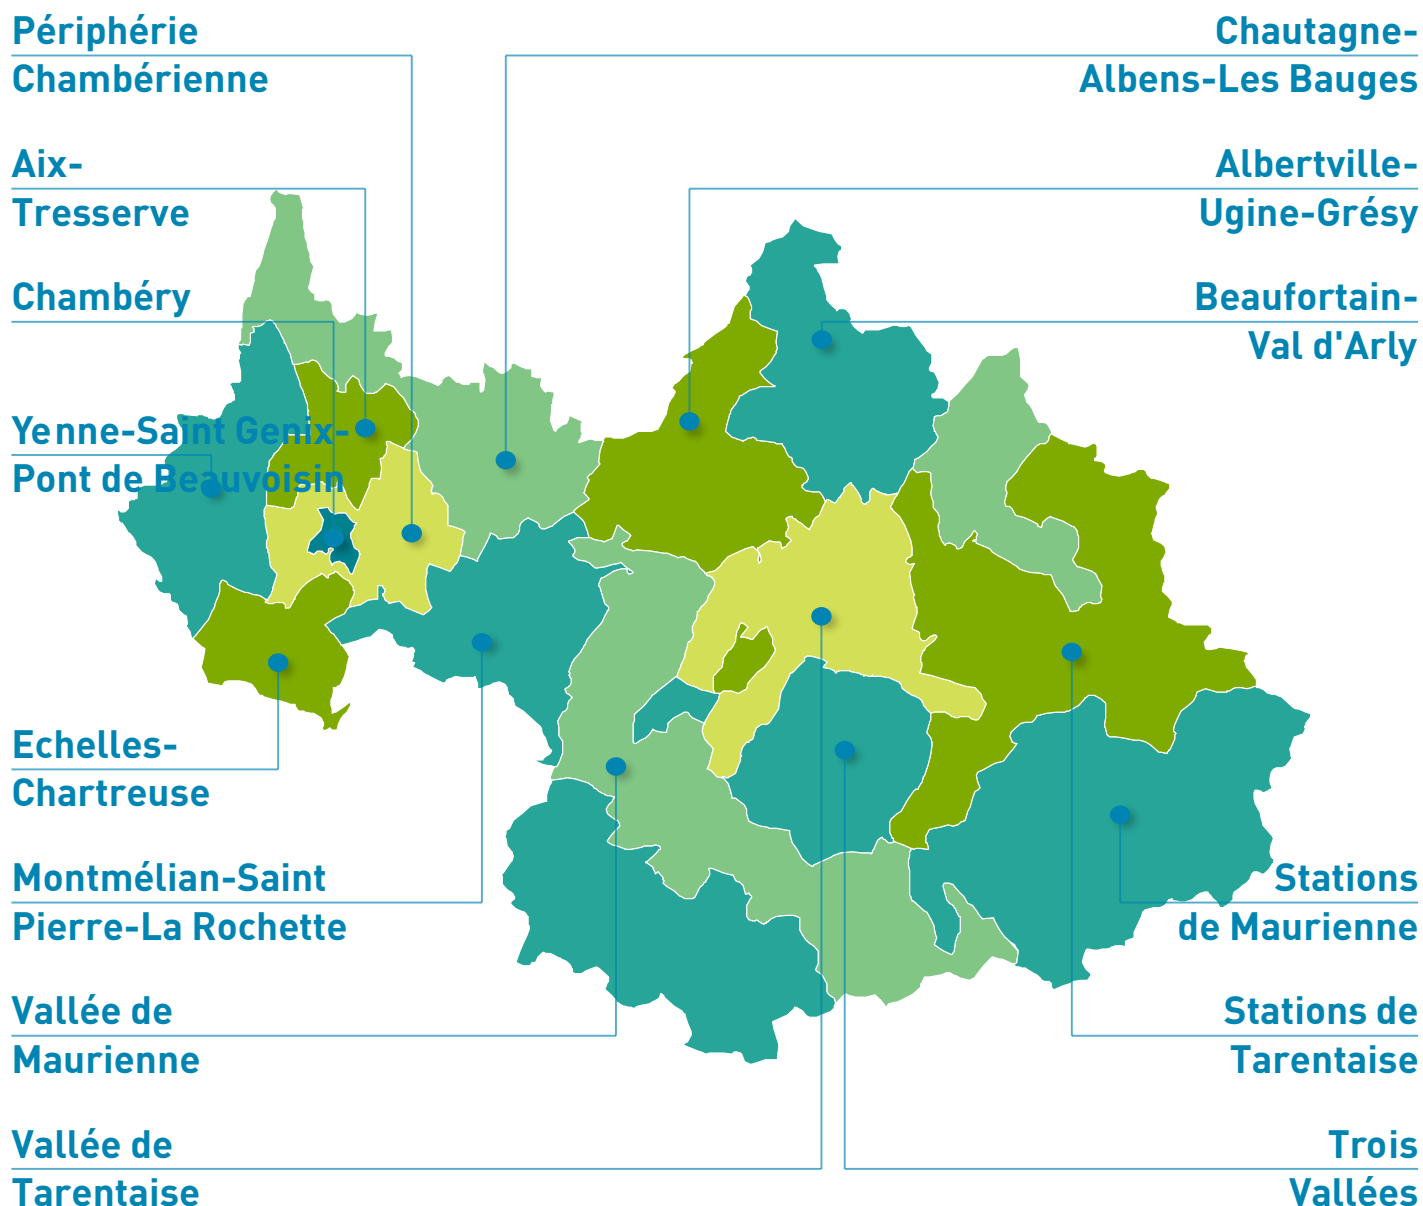 Périphérie
Chambérienne
Aix-
Tresserve
Chambéry
Yenne-Saint Genix-
Pont de Beauvoisin
Echelles-
Chartreuse
Montmélian-Saint
Pierre-La Rochette
Vallée de
Maurienne
Vallée de
Tarentaise
Chautagne-
Albens-Les Bauges
Albertville-
Ugine-Grésy
Beaufortain-
Val d'Arly
Stations
de Maurienne
Stations de
Tarentaise
Trois
Vallées